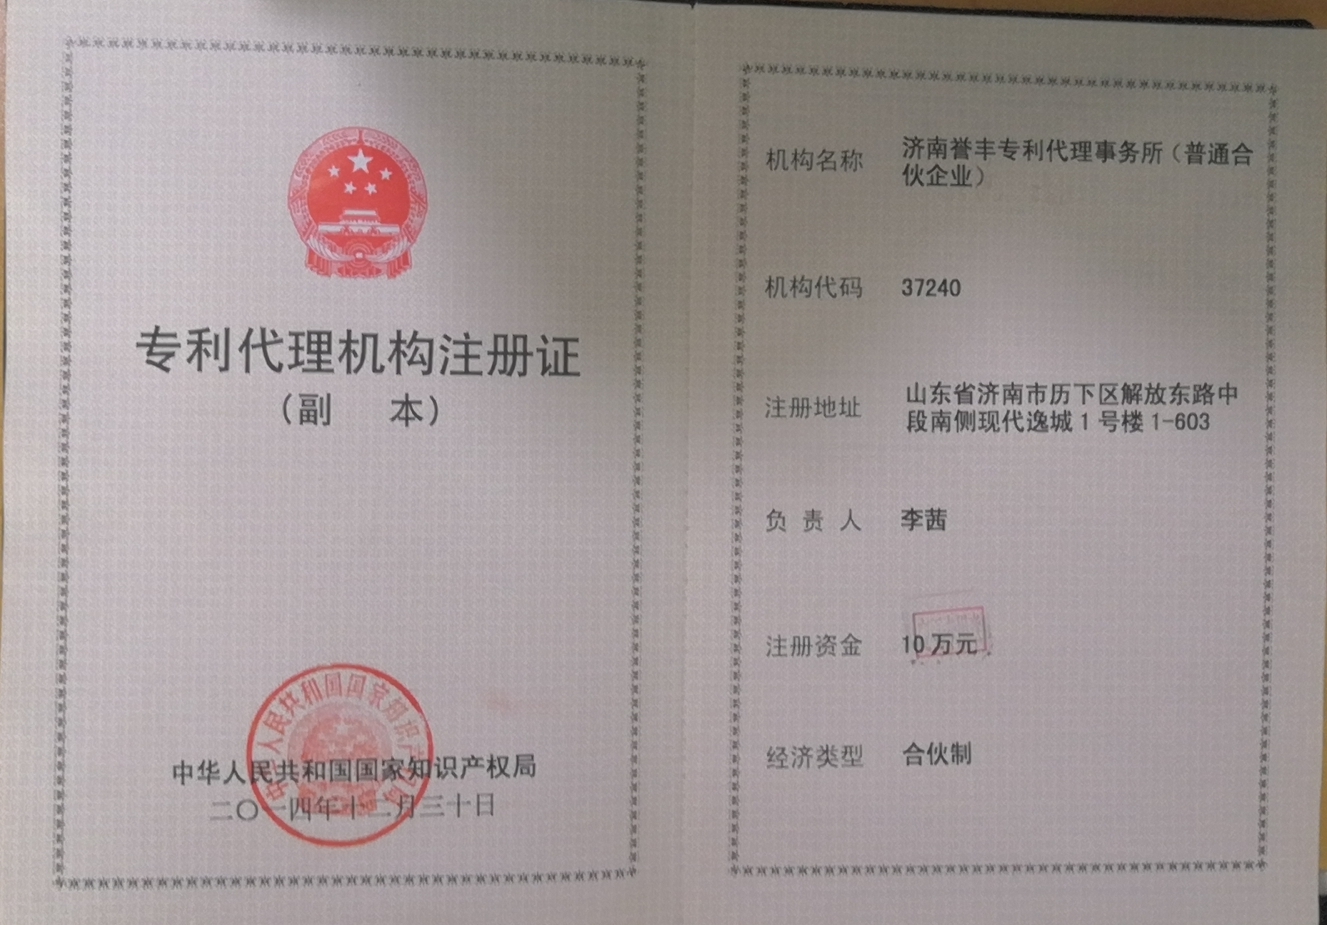 专利代理机构注册证
（副 本）
中华人民共和国国家知识产权局
二〇一四年十二月三十日
机构名称 济南誉丰专利代理事务所（普通合
伙企业）
机构代码 37240
注册地址 山东省济南市历下区解放东路中
段南侧现代逸城1号楼1-603
负责人 李茜
注册资金 10万元
经济类型 合伙制